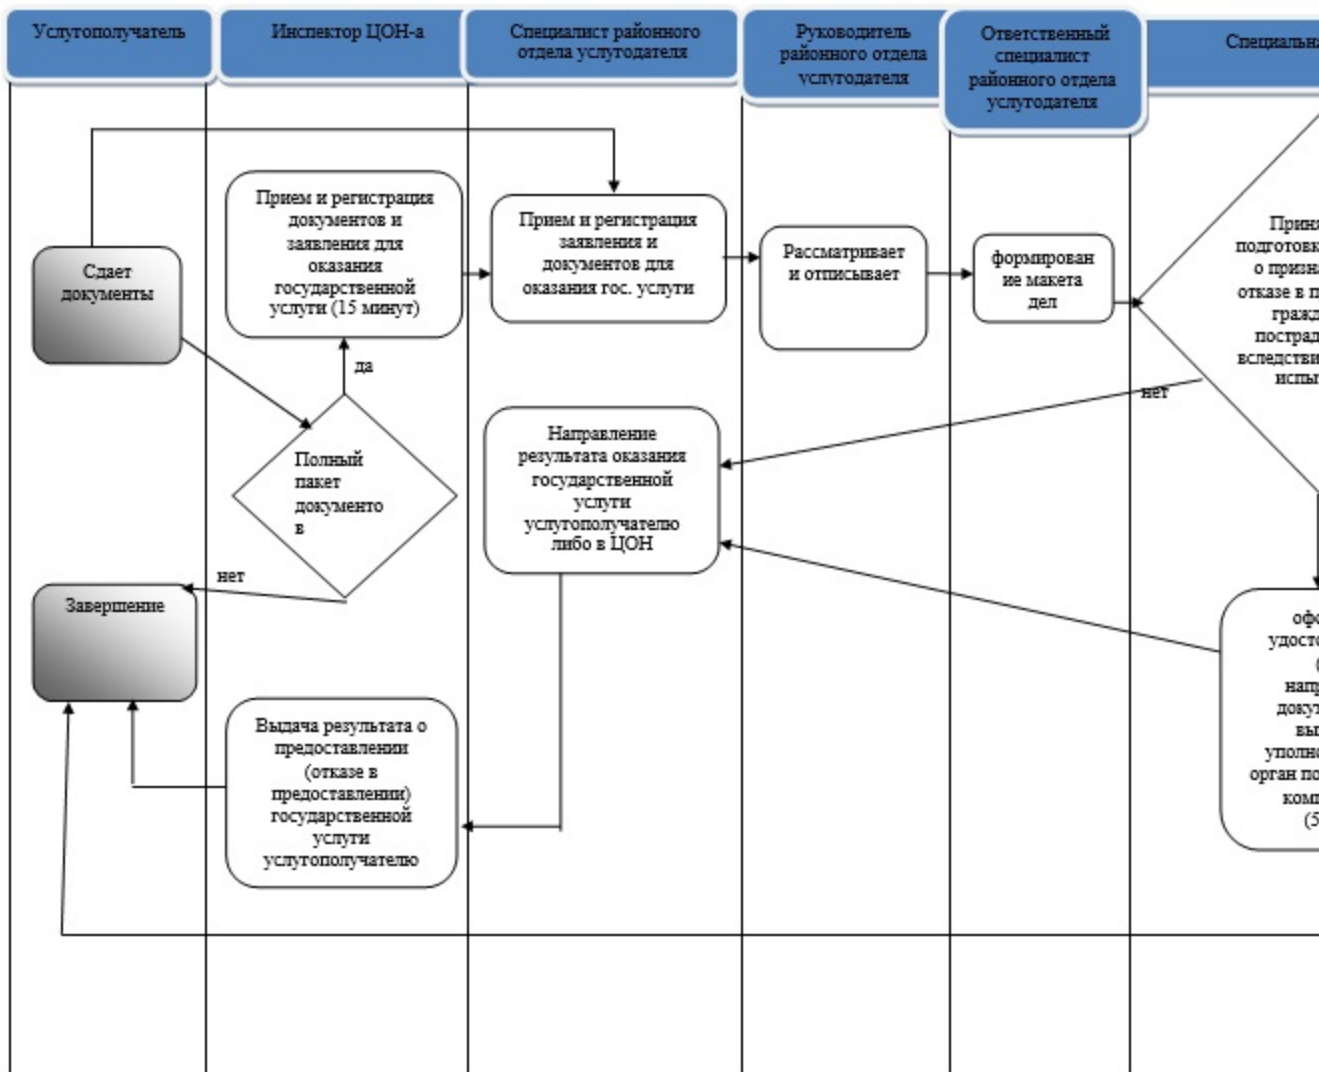 Услугополучатель
Инспектор ЦОН-а
Специалист районного
отдела услугодателя
Руководитель
районного отдела
услугодателя
Ответственный
специалист
районного отдела
услугодателя
Сдает
документы
Прием и регистрация
документов и
заявления для
оказания
государственной
услуги (15 минут)
Прием и регистрация
заявления и
документов для
оказания гос. услуги
Рассматривает
и отписывает
формирован
ие макета
дел
о
отказе в
да
нет
Полный
пакет
документо
в
Направление
результата оказания
государственной
услуги
услугополучателю
либо в ЦОН
нет
Завершение
Выдача результата о
предоставлении
(отказе в
предоставлении)
государственной
услуги
услугополучателю
орган
(5